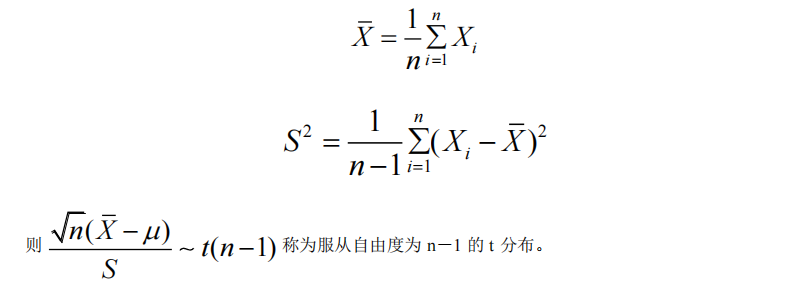 X̄ = 1/n ∑_{i=1}^{n} X_i
S² = 1/(n−1) ∑_{i=1}^{n} (X_i − X̄)²
则 √n(X̄ − μ)/S ~ t(n−1) 称为服从自由度为 n－1 的 t 分布。